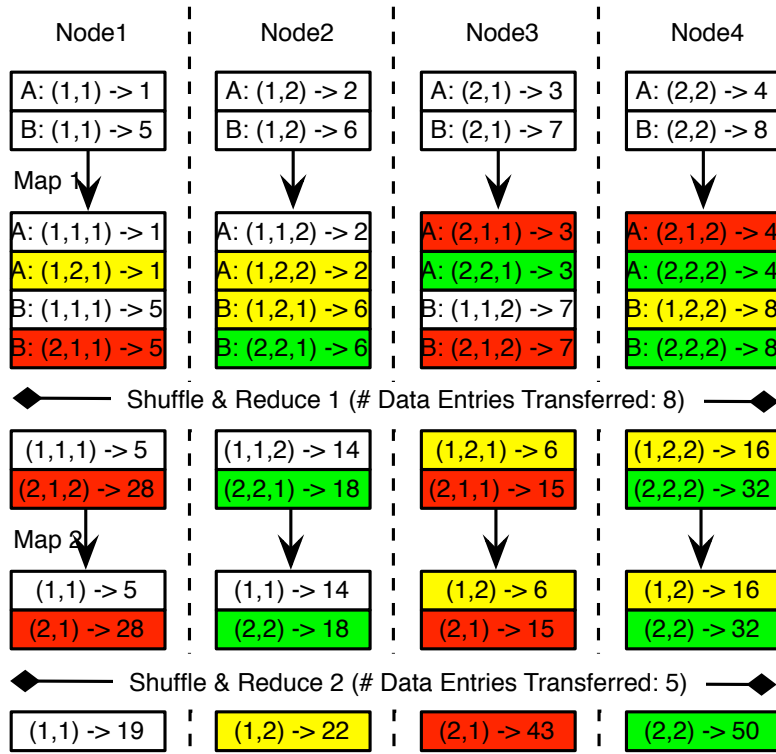 Node1 Node2 Node3 Node4
A: (1,1) -> 1 A: (1,2) -> 2 A: (2,1) -> 3 A: (2,2) -> 4
B: (1,1) -> 5 B: (1,2) -> 6 B: (2,1) -> 7 B: (2,2) -> 8
Map 1
A: (1,1,1) -> 1 A: (1,1,2) -> 2 A: (2,1,1) -> 3 A: (2,1,2) -> 4
A: (1,2,1) -> 1 A: (1,2,2) -> 2 A: (2,2,1) -> 3 A: (2,2,2) -> 4
B: (1,1,1) -> 5 B: (1,2,1) -> 6 B: (1,1,2) -> 7 B: (1,2,2) -> 8
B: (2,1,1) -> 5 B: (2,2,1) -> 6 B: (2,1,2) -> 7 B: (2,2,2) -> 8
Shuffle & Reduce 1 (# Data Entries Transferred: 8)
(1,1,1) -> 5 (1,1,2) -> 14 (1,2,1) -> 6 (1,2,2) -> 16
(2,1,2) -> 28 (2,2,1) -> 18 (2,1,1) -> 15 (2,2,2) -> 32
Map 2
(1,1) -> 5 (1,1) -> 14 (1,2) -> 6 (1,2) -> 16
(2,1) -> 28 (2,2) -> 18 (2,1) -> 15 (2,2) -> 32
Shuffle & Reduce 2 (# Data Entries Transferred: 5)
(1,1) -> 19 (1,2) -> 22 (2,1) -> 43 (2,2) -> 50